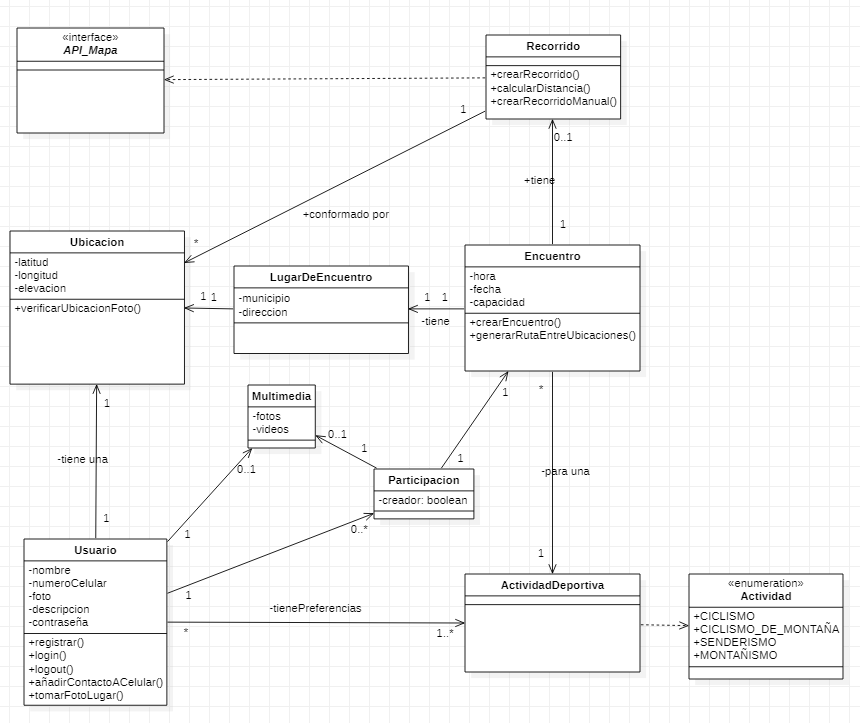 «interface»
API_Mapa
Recorrido
+crearRecorrido()
+calcularDistancia()
+crearRecorridoManual()
1
0..1
+tiene
1
+conformado por
*
Ubicacion
-latitud
-longitud
-elevacion
+verificarUbicacionFoto()
LugarDeEncuentro
-municipio
-direccion
1 1
1 1
-tiene
Encuentro
-hora
-fecha
-capacidad
+crearEncuentro()
+generarRutaEntreUbicaciones()
1
*
1
Multimedia
-fotos
-videos
0..1
1
1
-tiene una
0..1
-para una
Participacion
-creador: boolean
0..*
1
1
1
Usuario
-nombre
-numeroCelular
-foto
-descripcion
-contraseña
+registrar()
+login()
+logout()
+añadirContactoACelular()
+tomarFotoLugar()
1
-tienePreferencias
*
1..*
ActividadDeportiva
«enumeration»
Actividad
+CICLISMO
+CICLISMO_DE_MONTAÑA
+SENDERISMO
+MONTAÑISMO